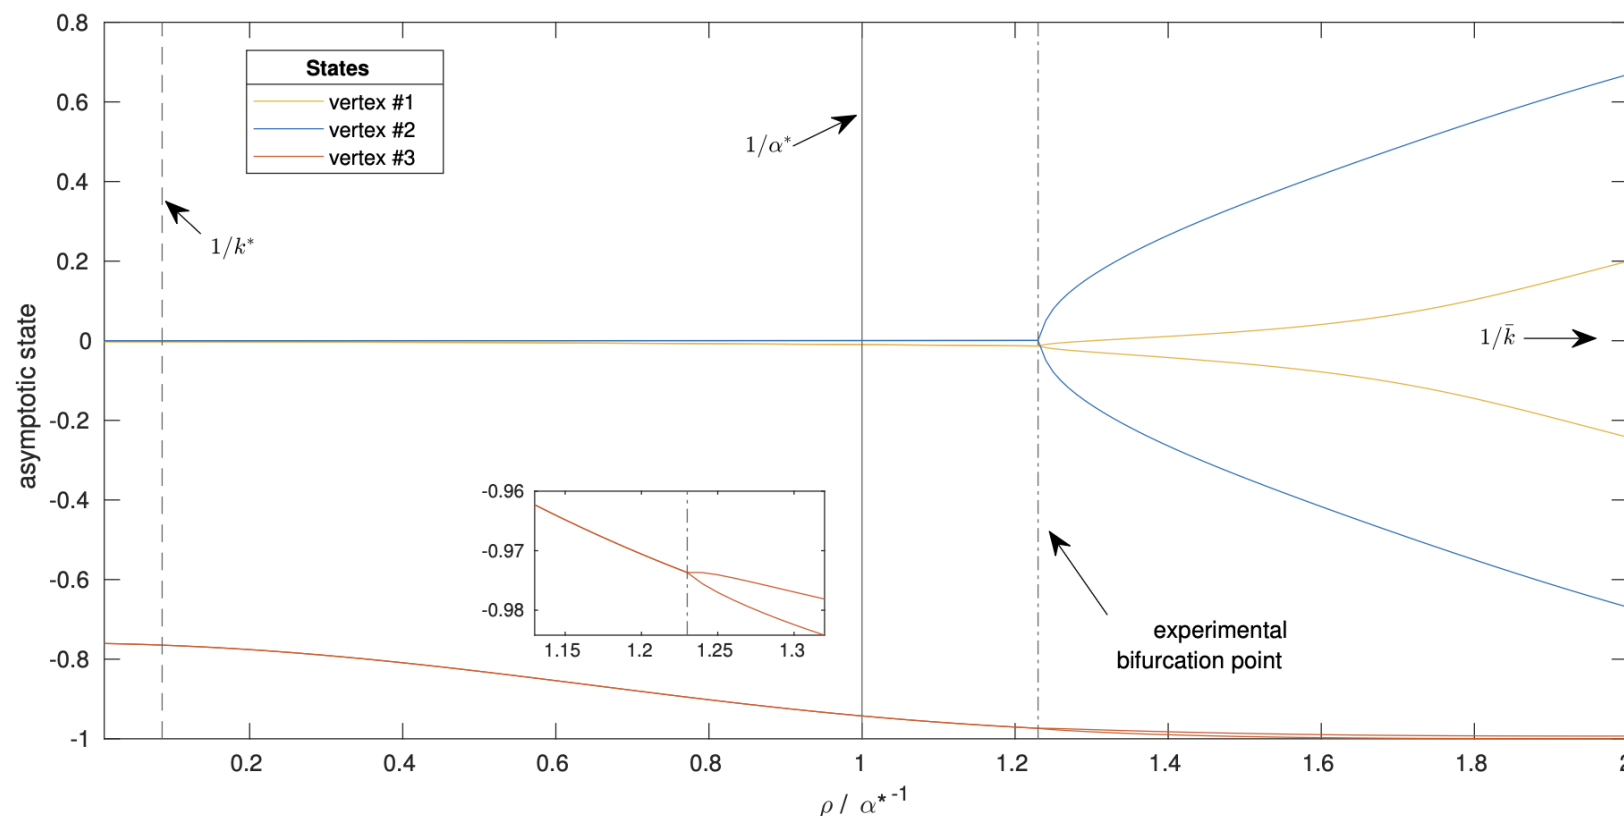 0.8
0.6
0.4
0.2
0
-0.2
-0.4
-0.6
-0.8
-1
asymptotic state
States
vertex #1
vertex #2
vertex #3
1/k*
1/α*
1/k̄
experimental
bifurcation point
-0.96
-0.97
-0.98
1.15
1.2
1.25
1.3
0.2
0.4
0.6
0.8
1
1.2
1.4
1.6
1.8
ρ / α*⁻¹